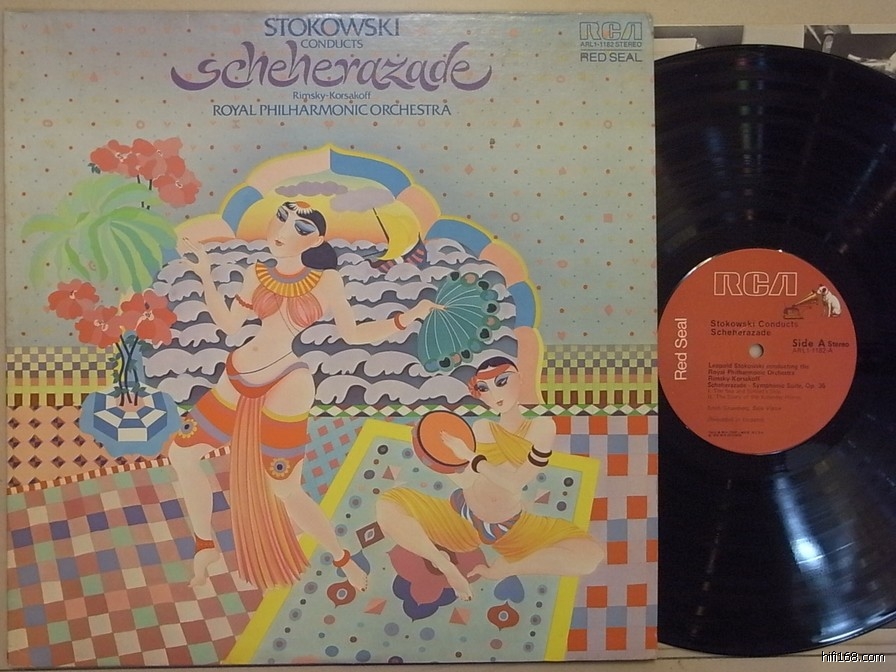 STOKOWSKI
CONDUCTS
scheherazade
Rimsky-Korsakoff
ROYAL PHILHARMONIC ORCHESTRA
RCA
ARL1-1182 STEREO
RED SEAL
RCA
Red Seal
Stokowski Conducts
Scheherazade
Side A Stereo
ARL1-1182-A
Leopold Stokowski conducting the
Royal Philharmonic Orchestra
Rimsky-Korsakoff
Scheherazade - Symphonic Suite, Op. 35
hifi168.com